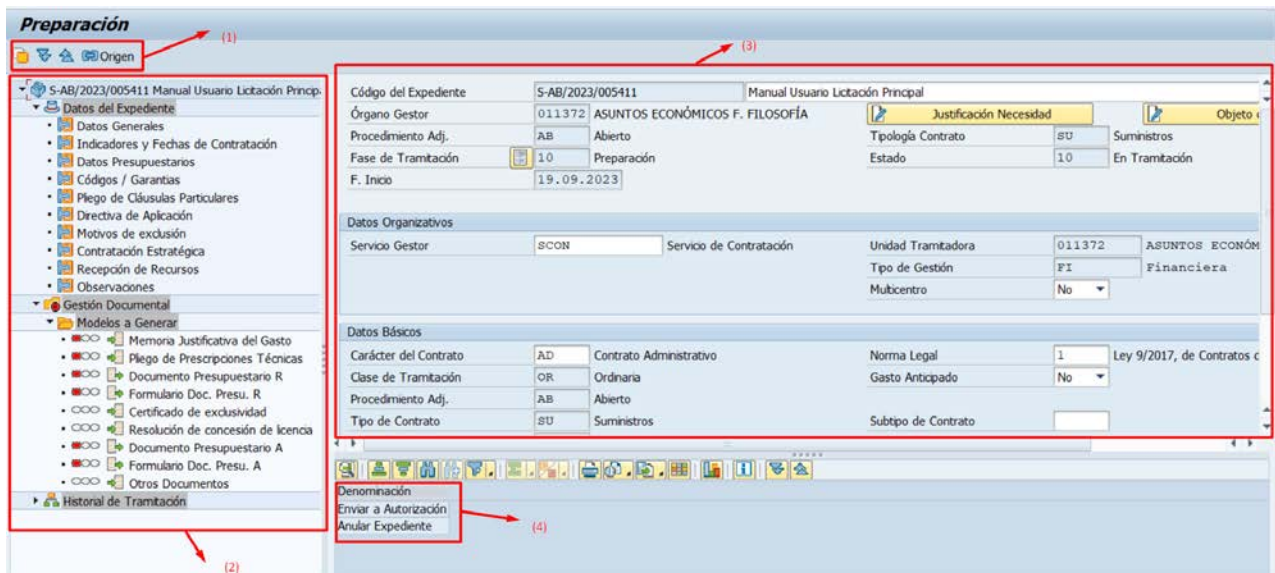 Preparación
(1)
Origen
(3)
S-AB/2023/005411 Manual Usuario Licitación Princip
Datos del Expediente
Datos Generales
Indicadores y Fechas de Contratación
Datos Presupuestarios
Códigos / Garantias
Pliego de Cláusulas Particulares
Directiva de Aplicación
Motivos de exclusión
Contratación Estratégica
Recepción de Recursos
Observaciones
Gestión Documental
Modelos a Generar
Memoria Justificativa del Gasto
Pliego de Prescripciones Técnicas
Documento Presupuestario R
Formulario Doc. Presu. R
Certificado de exclusividad
Resolución de concesión de licencia
Documento Presupuestario A
Formulario Doc. Presu. A
Otros Documentos
Historial de Tramitación
(2)
Código del Expediente S-AB/2023/005411 Manual Usuario Licitación Principal
Órgano Gestor 011372 ASUNTOS ECONÓMICOS F. FILOSOFÍA Justificación Necesidad Objeto
Procedimiento Adj. AB Abierto Tipología Contrato SU Suministros
Fase de Tramitación 10 Preparación Estado 10 En Tramitación
F. Inicio 19.09.2023
Datos Organizativos
Servicio Gestor SCON Servicio de Contratación Unidad Tramitadora 011372 ASUNTOS ECONÓM
Tipo de Gestión FI Financiera
Multicentro No
Datos Básicos
Carácter del Contrato AD Contrato Administrativo Norma Legal 1 Ley 9/2017, de Contratos
Clase de Tramitación OR Ordinaria Gasto Anticipado No
Procedimiento Adj. AB Abierto
Tipo de Contrato SU Suministros Subtipo de Contrato
Denominación
Enviar a Autorización
Anular Expediente
(4)